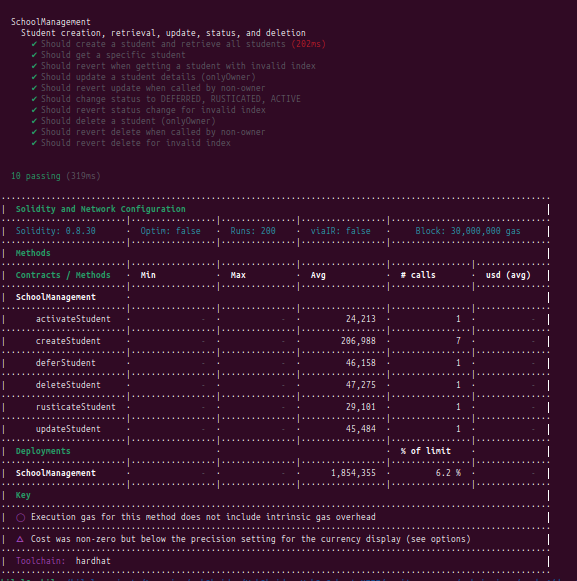 SchoolManagement
Student creation, retrieval, update, status, and deletion
✔ Should create a student and retrieve all students (202ms)
✔ Should get a specific student
✔ Should revert when getting a student with invalid index
✔ Should update a student details (onlyOwner)
✔ Should revert update when called by non-owner
✔ Should change status to DEFERRED, RUSTICATED, ACTIVE
✔ Should revert status change for invalid index
✔ Should delete a student (onlyOwner)
✔ Should revert delete when called by non-owner
✔ Should revert delete for invalid index
10 passing (319ms)
| Solidity and Network Configuration |
| Solidity: 0.8.30 · Optim: false · Runs: 200 · viaIR: false · Block: 30,000,000 gas |
| Methods |
| Contracts / Methods · Min · Max · Avg · # calls · usd (avg) |
| SchoolManagement · |
| activateStudent · - · - · 24,213 · 1 · - |
| createStudent · - · - · 206,988 · 7 · - |
| deferStudent · - · - · 46,158 · 1 · - |
| deleteStudent · - · - · 47,275 · 1 · - |
| rusticateStudent · - · - · 29,101 · 1 · - |
| updateStudent · - · - · 45,484 · 1 · - |
| Deployments · · % of limit · |
| SchoolManagement · - · - · 1,854,355 · 6.2 % · - |
| Key |
| ◯ Execution gas for this method does not include intrinsic gas overhead |
| △ Cost was non-zero but below the precision setting for the currency display (see options) |
| Toolchain: hardhat |